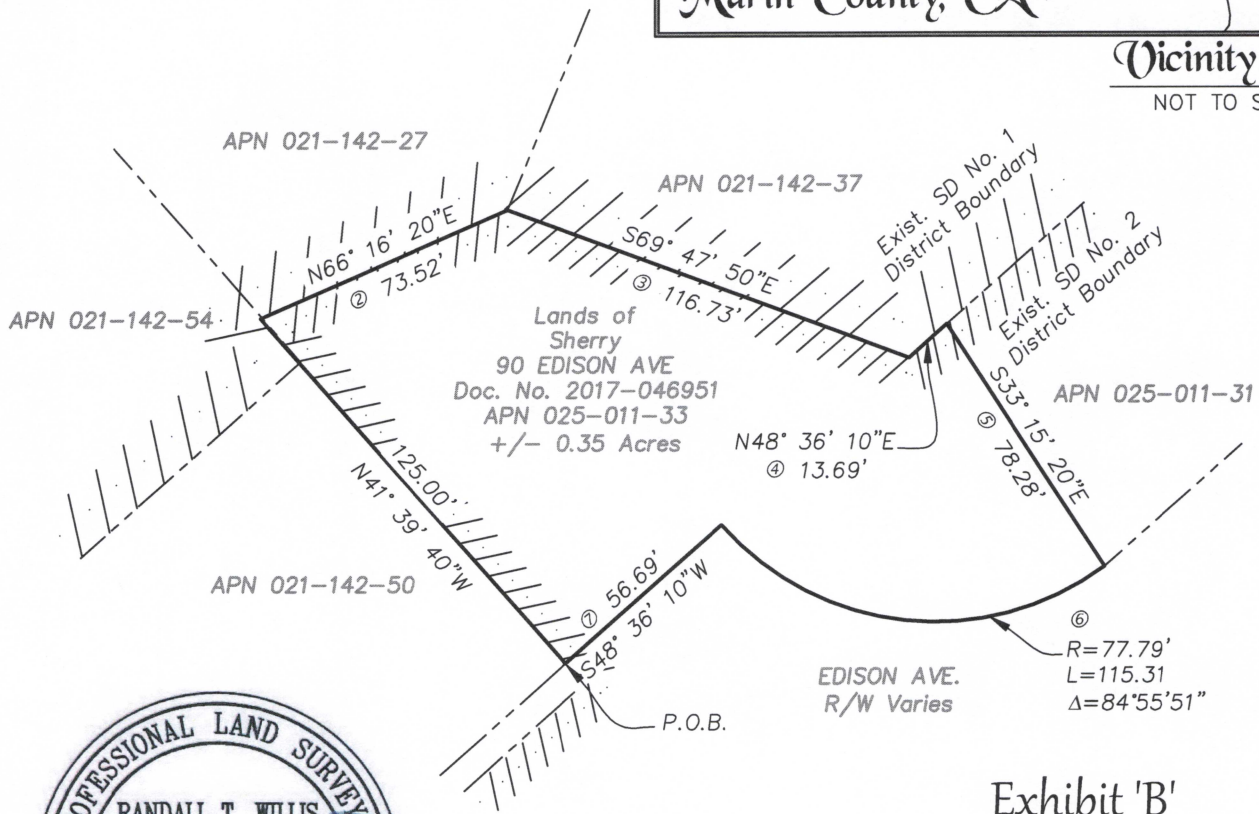 Marin County, CA
Vicinity
NOT TO S
APN 021-142-27
APN 021-142-37
Exist. SD No. 1
District Boundary
Exist. SD No. 2
District Boundary
N66° 16' 20"E
② 73.52'
S69° 47' 50"E
③ 116.73'
APN 021-142-54
Lands of
Sherry
90 EDISON AVE
Doc. No. 2017-046951
APN 025-011-33
+/- 0.35 Acres
N48° 36' 10"E
④ 13.69'
S33° 15' 20"E
⑤ 78.28'
APN 025-011-31
125.00'
N41° 39' 40"W
APN 021-142-50
⑦ 56.69'
S48° 36' 10"W
⑥
R=77.79'
L=115.31
Δ=84°55'51"
EDISON AVE.
R/W Varies
P.O.B.
OFESSIONAL LAND SURVEY
RANDALL T. WILLIS
Exhibit 'B'